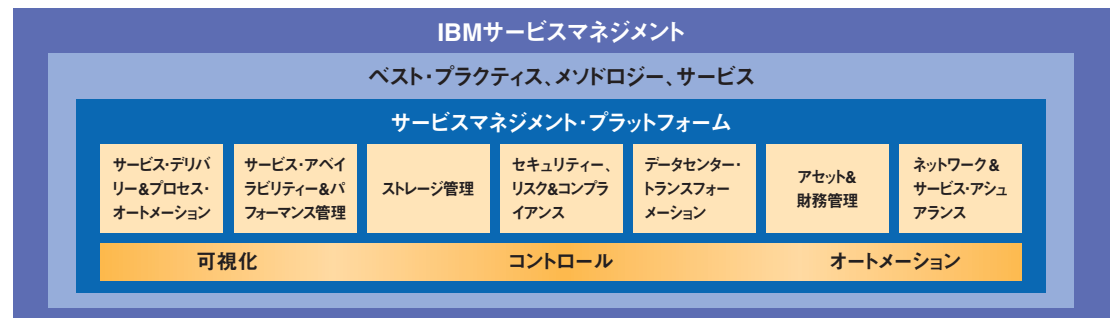 IBMサービスマネジメント
ベスト・プラクティス、メソドロジー、サービス
サービスマネジメント・プラットフォーム
サービス・デリバ
リー&プロセス・
オートメーション
サービス・アベイ
ラビリティー&パ
フォーマンス管理
ストレージ管理
セキュリティー、
リスク&コンプラ
イアンス
データセンター・
トランスフォー
メーション
アセット&
財務管理
ネットワーク&
サービス・アシュ
アランス
可視化
コントロール
オートメーション